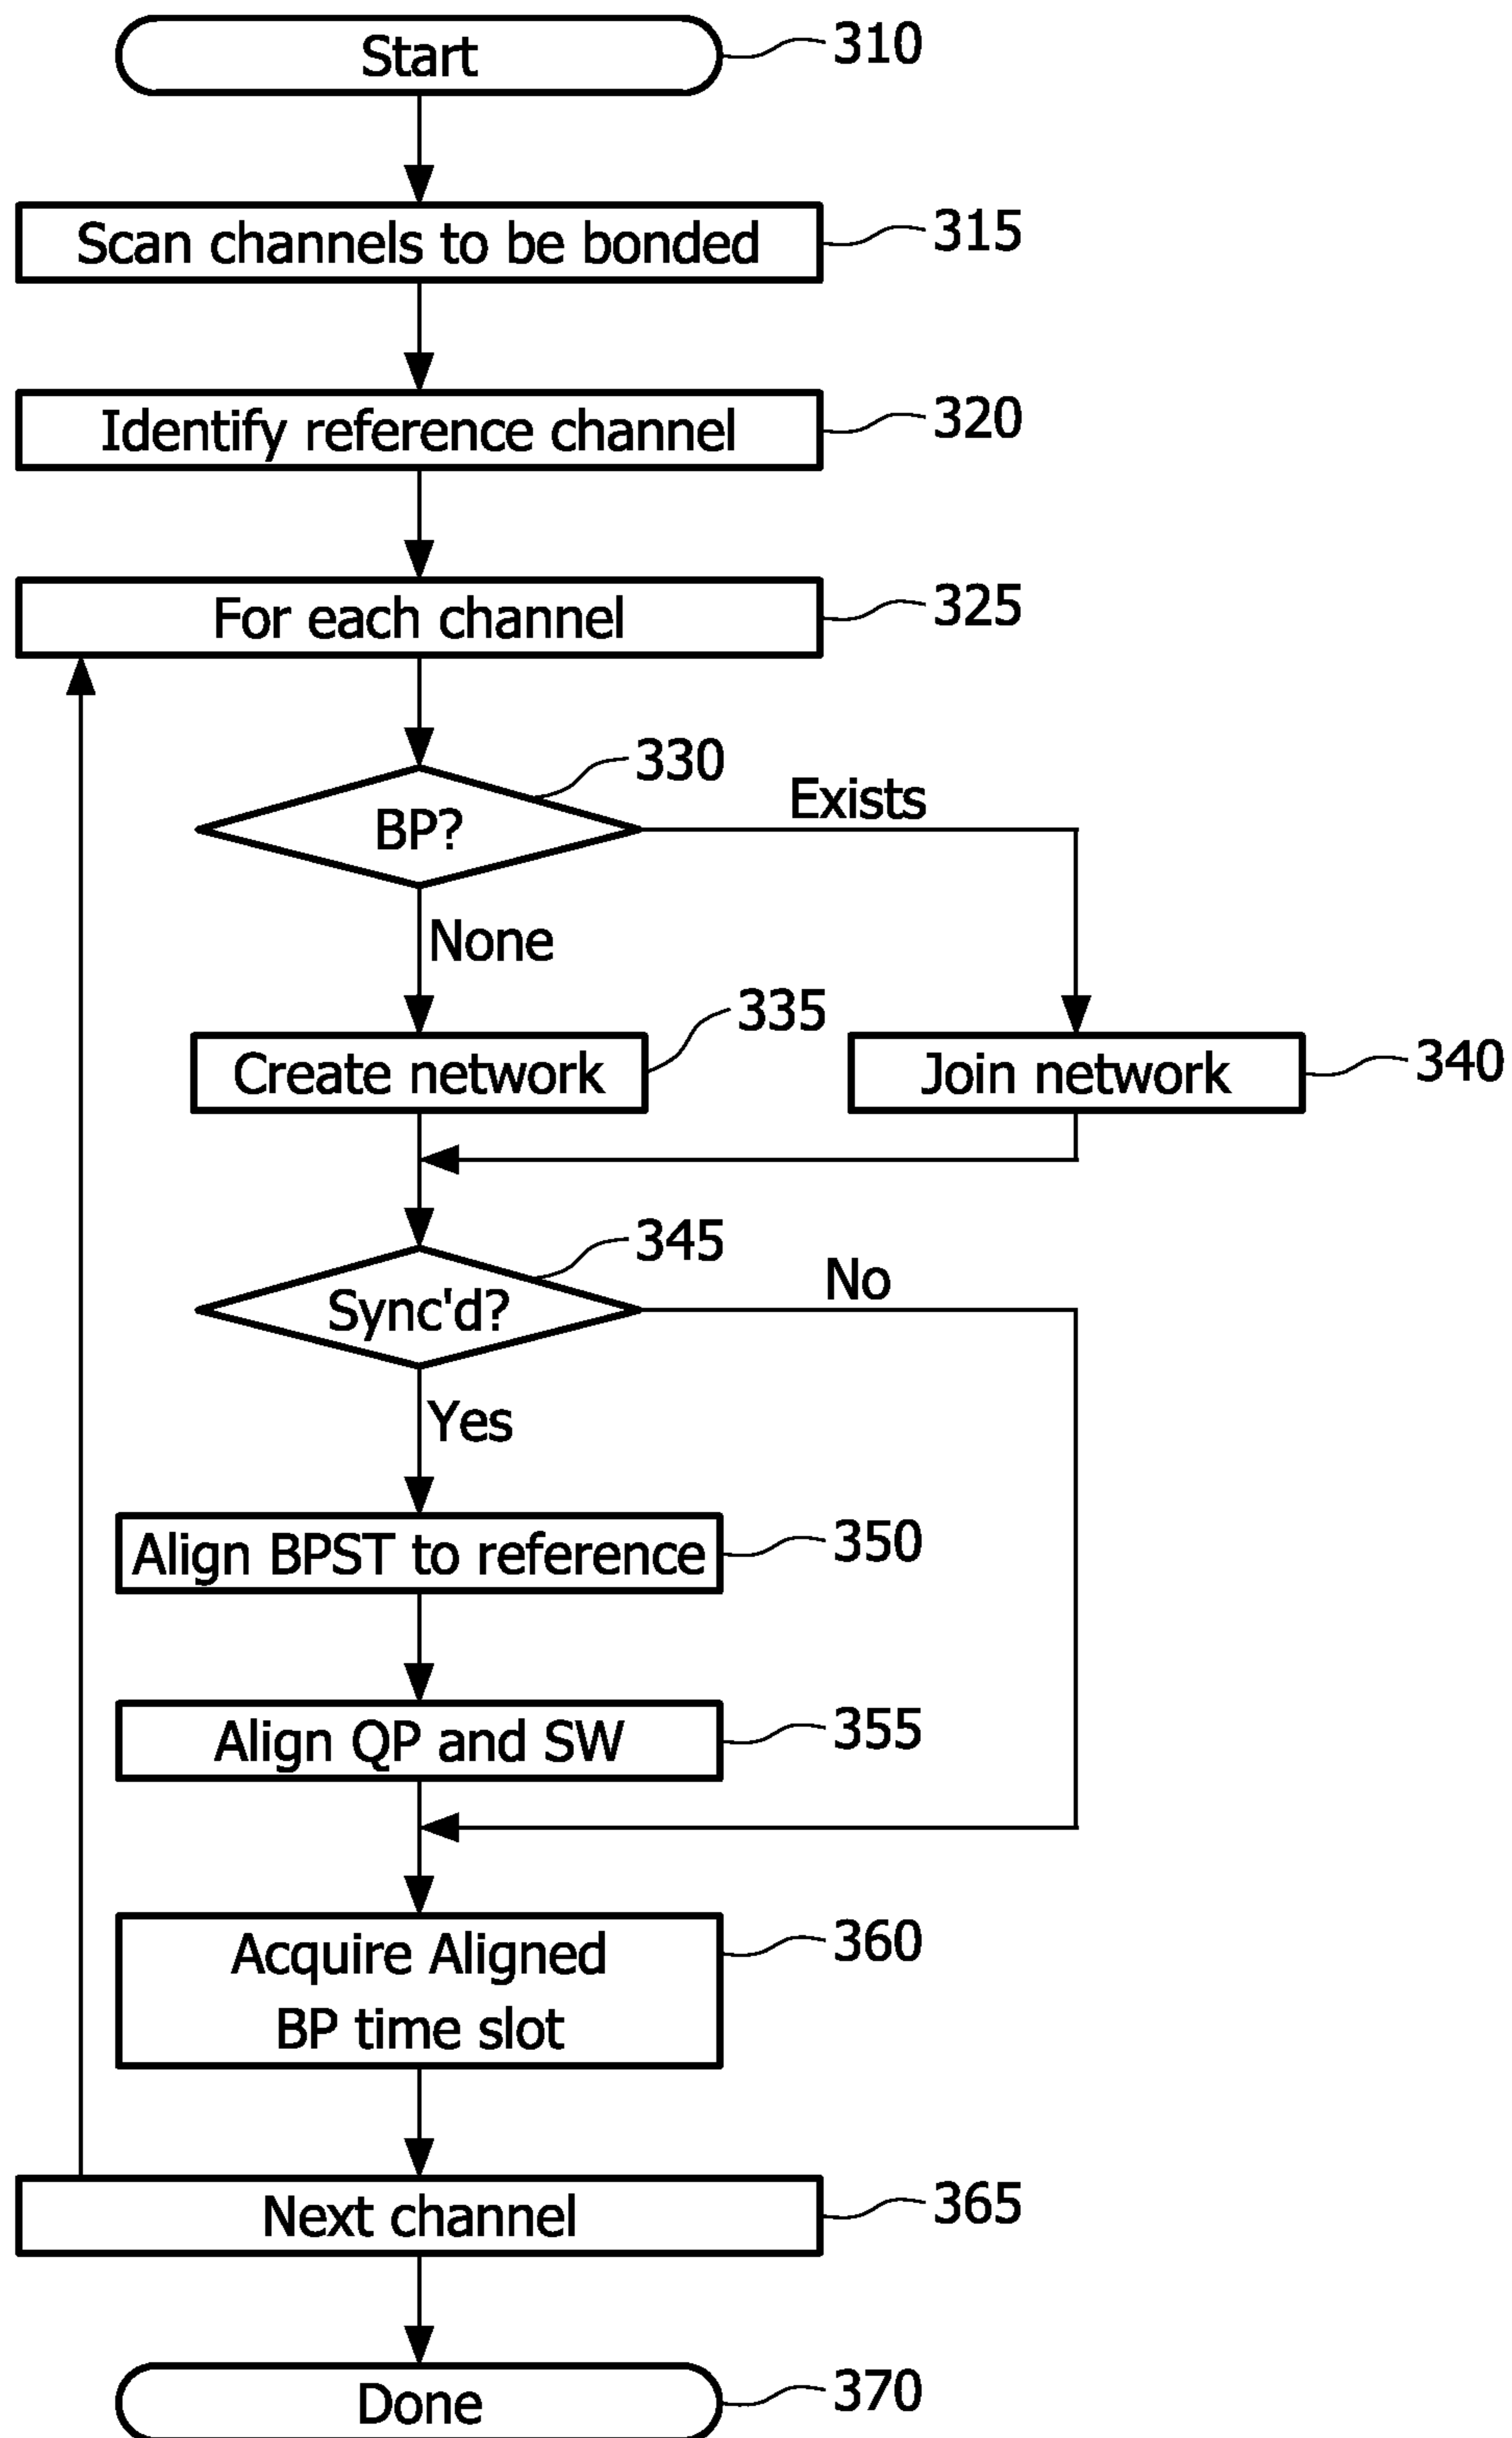 Start
310
Scan channels to be bonded
315
Identify reference channel
320
For each channel
325
330
BP?
Exists
None
335
Create network
Join network
340
345
Sync'd?
No
Yes
Align BPST to reference
350
Align QP and SW
355
Acquire Aligned
BP time slot
360
Next channel
365
Done
370